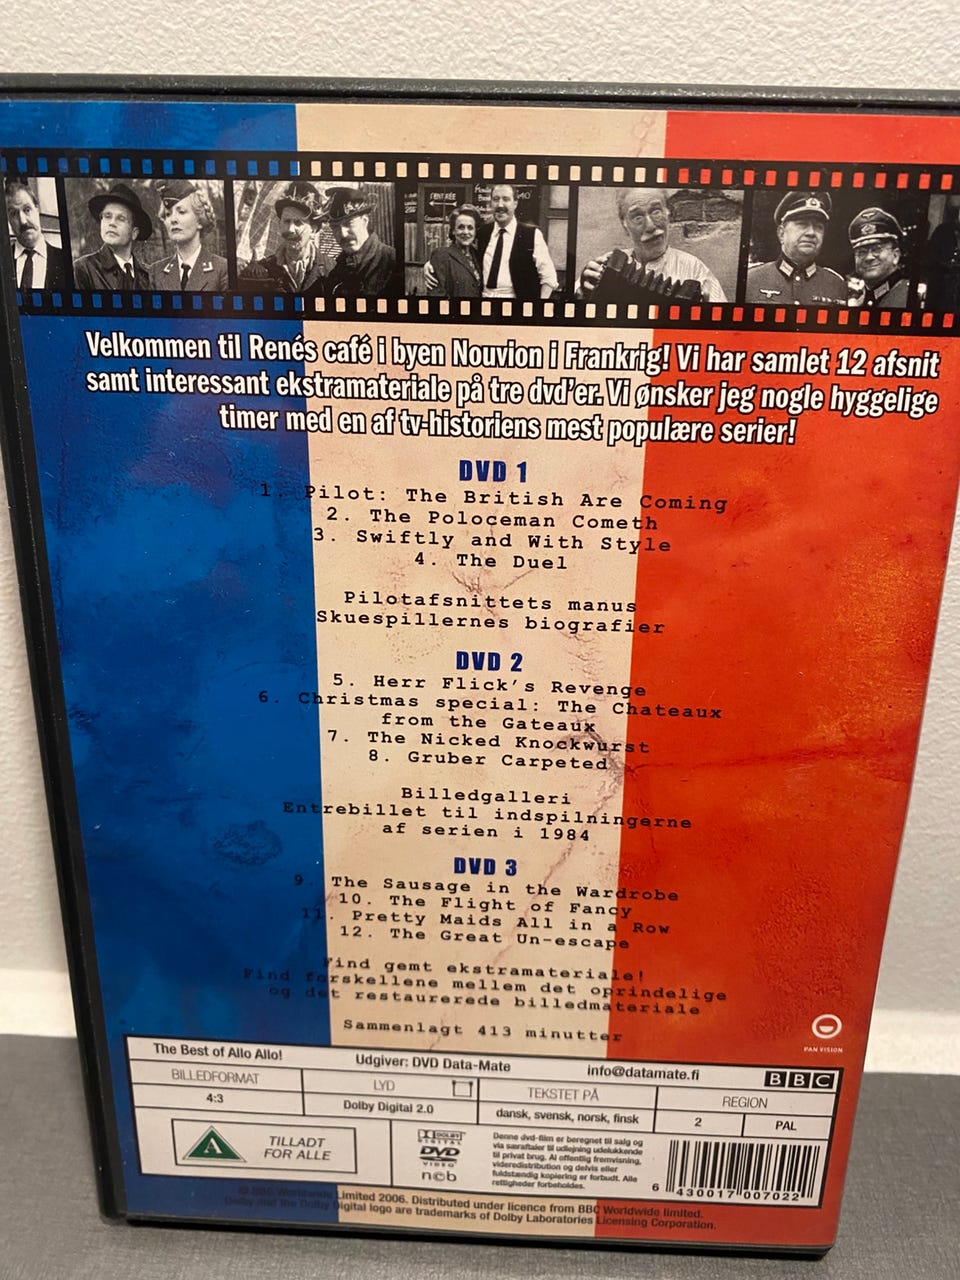 Velkommen til Renés café i byen Nouvion i Frankrig! Vi har samlet 12 afsnit
samt interessant ekstramateriale på tre dvd'er. Vi ønsker jeg nogle hyggelige
timer med en af tv-historiens mest populære serier!
DVD 1
1. Pilot: The British Are Coming
2. The Poloceman Cometh
3. Swiftly and With Style
4. The Duel
Pilotafsnittets manus
Skuespillernes biografier
DVD 2
5. Herr Flick's Revenge
6. Christmas special: The Chateaux
from the Gateaux
7. The Nicked Knockwurst
8. Gruber Carpeted
Billedgalleri
Entrebillet til indspilningerne
af serien i 1984
DVD 3
9. The Sausage in the Wardrobe
10. The Flight of Fancy
11. Pretty Maids All in a Row
12. The Great Un-escape
Find gemt ekstramateriale!
Find forskellene mellem det oprindelige
og det restaurerede billedmateriale
Sammenlagt 413 minutter
PAN VISION
The Best of Allo Allo! Udgiver: DVD Data-Mate info@datamate.fi BBC
BILLEDFORMAT LYD TEKSTET PÅ REGION
4:3 Dolby Digital 2.0 dansk, svensk, norsk, finsk 2 PAL
A TILLADT
FOR ALLE
DOLBY
DIGITAL
DVD
VIDEO
ncb
Denne dvd-film er beregnet til salg og
via særaftaler til udlejning udelukkende
til privat brug. Al offentlig fremvisning,
videredistribution og delvis eller
fuldstændig kopiering er forbudt. Alle
rettigheder forbeholdes.
6 430017 007022
© BBC Worldwide Limited 2006. Distributed under licence from BBC Worldwide limited.
Dolby and the Dolby Digital logo are trademarks of Dolby Laboratories Licensing Corporation.